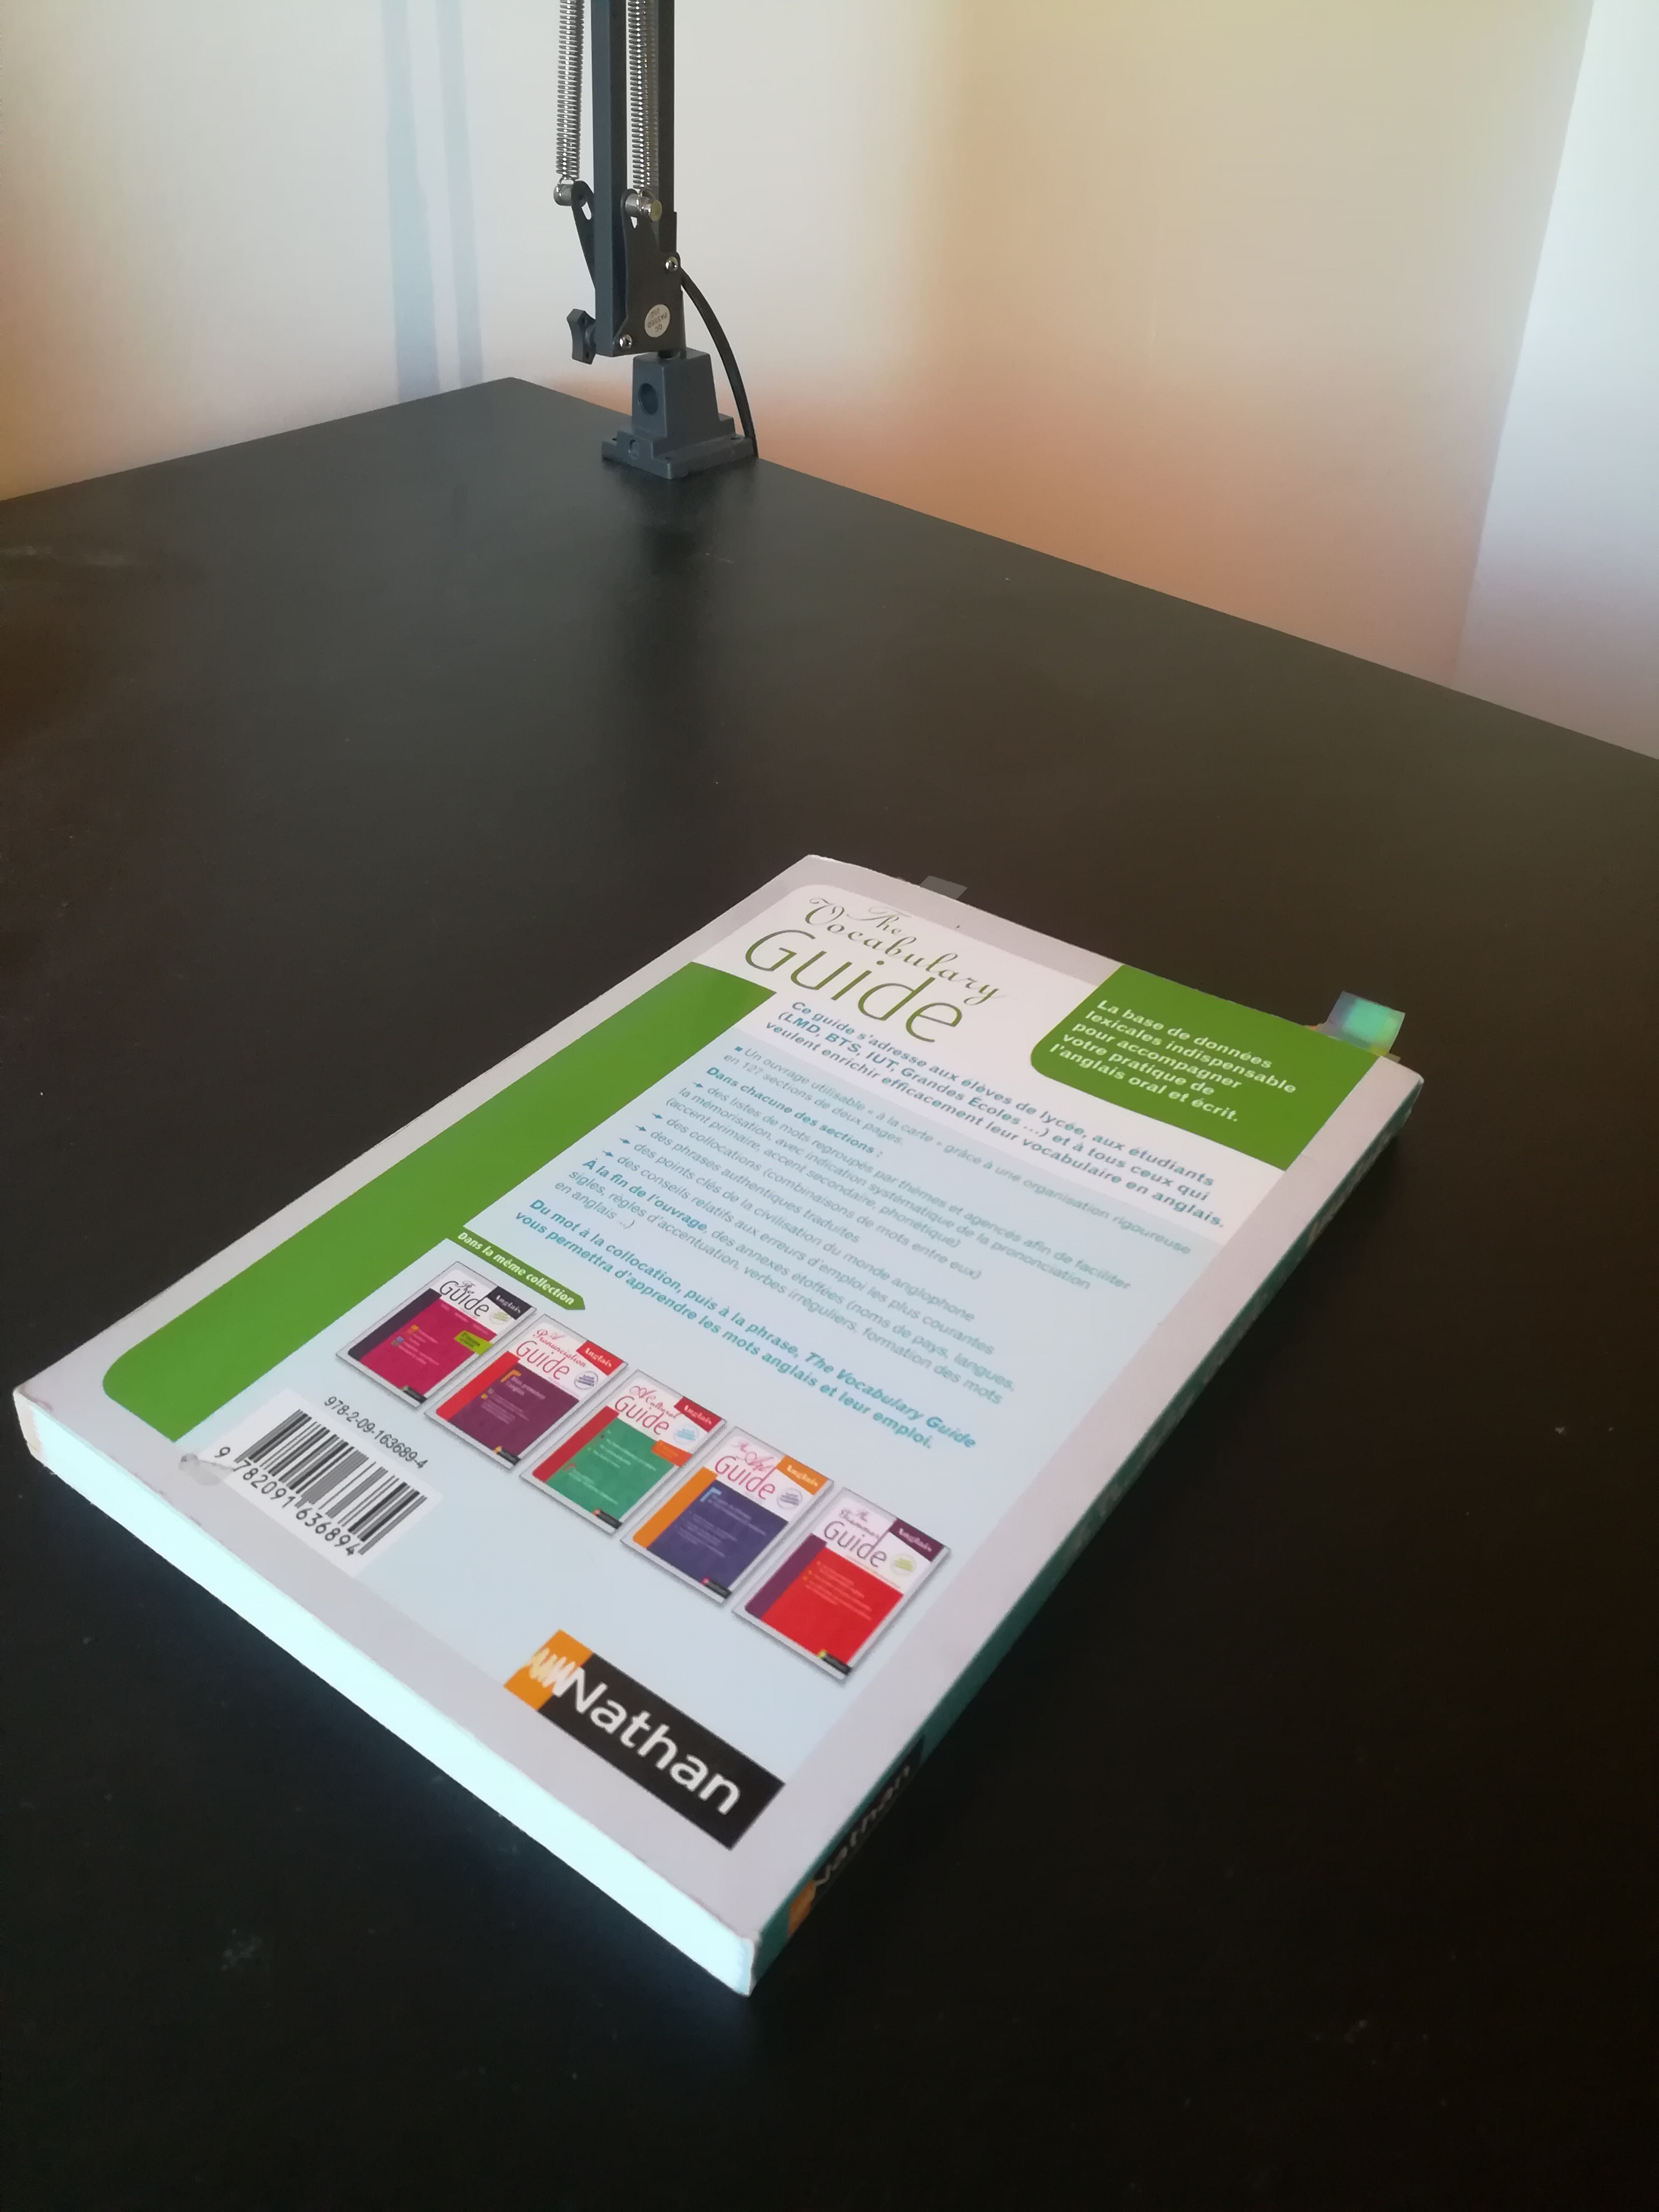 The
Vocabulary
Guide
La base de données
lexicales indispensable
pour accompagner
votre pratique de
l'anglais oral et écrit.
Ce guide s'adresse aux élèves de lycée, aux étudiants
(LMD, BTS, IUT, Grandes Écoles ...) et à tous ceux qui
veulent enrichir efficacement leur vocabulaire en anglais.
▪ Un ouvrage utilisable « à la carte » grâce à une organisation rigoureuse
en 127 sections de deux pages.
Dans chacune des sections :
➔ des listes de mots regroupés par thèmes et agencés afin de faciliter
la mémorisation, avec indication systématique de la prononciation
(accent primaire, accent secondaire, phonétique)
➔ des collocations (combinaisons de mots entre eux)
➔ des phrases authentiques traduites
➔ des points clés de la civilisation du monde anglophone
➔ des conseils relatifs aux erreurs d'emploi les plus courantes
À la fin de l'ouvrage, des annexes étoffées (noms de pays, langues,
sigles, règles d'accentuation, verbes irréguliers, formation des mots
en anglais ...)
Du mot à la collocation, puis à la phrase, The Vocabulary Guide
vous permettra d'apprendre les mots anglais et leur emploi.
Dans la même collection
The
Guide
Anglais
A
Pronunciation
Guide
Anglais
A Cultural
Guide
Anglais
The Art
Guide
Anglais
The
Grammar
Guide
Anglais
978-2-09-163689-4
9 782091 636894
Nathan
Nathan